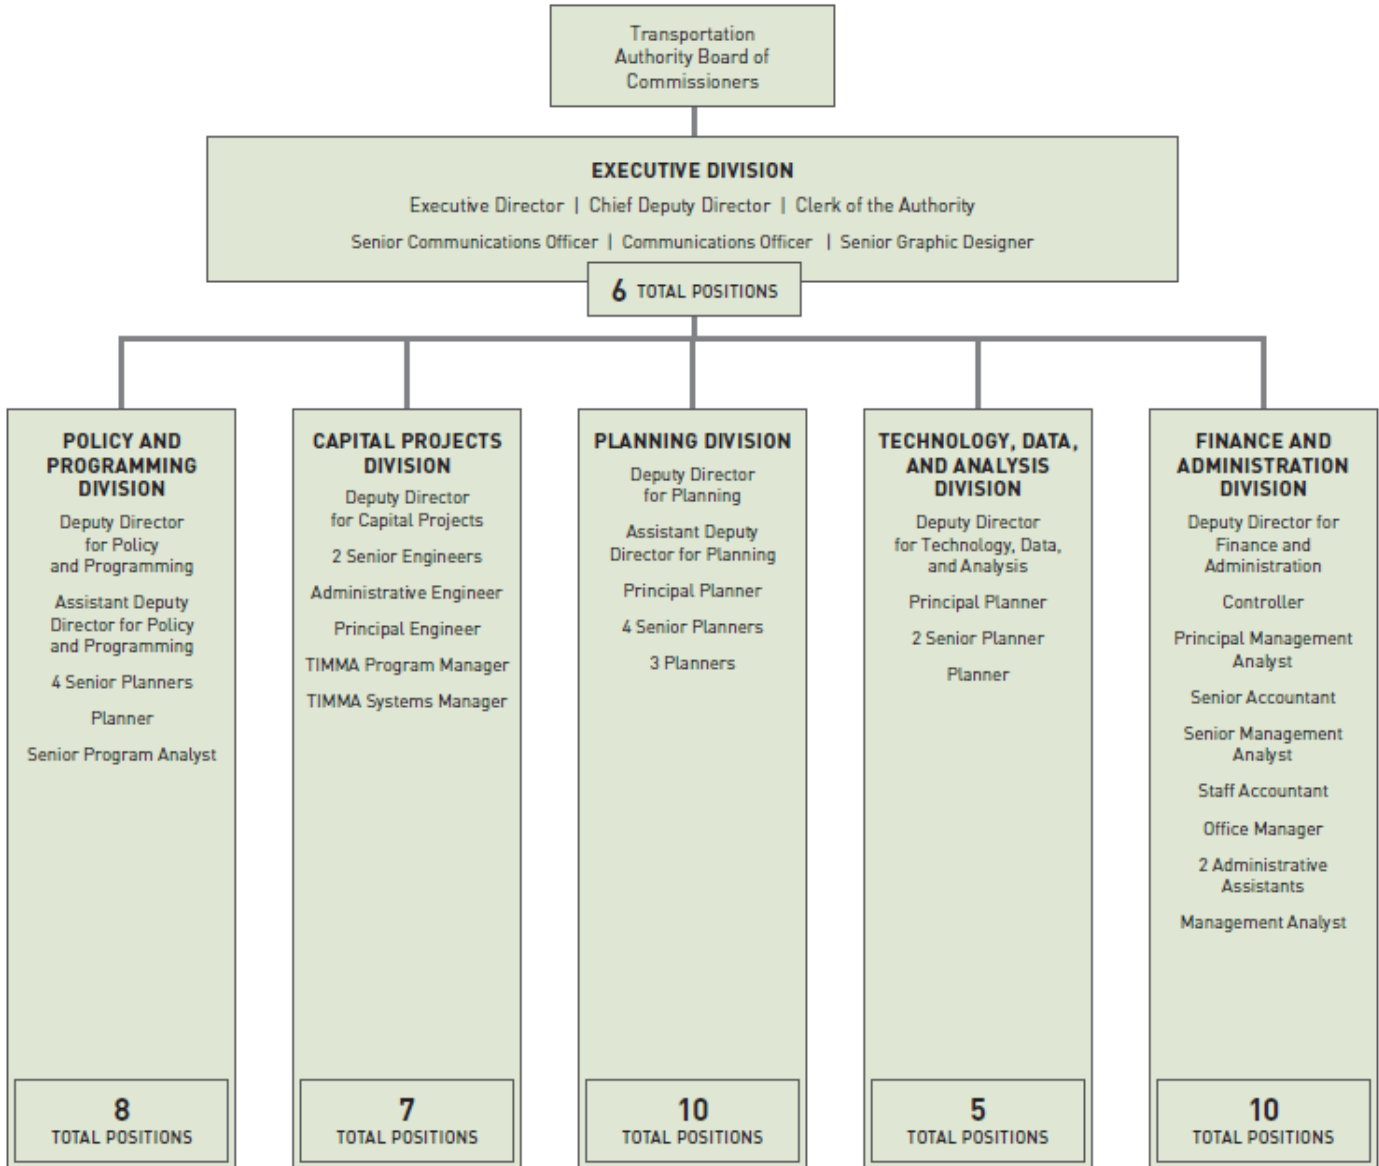 Transportation
Authority Board of
Commissioners
EXECUTIVE DIVISION
Executive Director | Chief Deputy Director | Clerk of the Authority
Senior Communications Officer | Communications Officer | Senior Graphic Designer
6 TOTAL POSITIONS
POLICY AND
PROGRAMMING
DIVISION
Deputy Director
for Policy
and Programming
Assistant Deputy
Director for Policy
and Programming
4 Senior Planners
Planner
Senior Program Analyst
8
TOTAL POSITIONS
CAPITAL PROJECTS
DIVISION
Deputy Director
for Capital Projects
2 Senior Engineers
Administrative Engineer
Principal Engineer
TIMMA Program Manager
TIMMA Systems Manager
7
TOTAL POSITIONS
PLANNING DIVISION
Deputy Director
for Planning
Assistant Deputy
Director for Planning
Principal Planner
4 Senior Planners
3 Planners
10
TOTAL POSITIONS
TECHNOLOGY, DATA,
AND ANALYSIS
DIVISION
Deputy Director
for Technology, Data,
and Analysis
Principal Planner
2 Senior Planner
Planner
5
TOTAL POSITIONS
FINANCE AND
ADMINISTRATION
DIVISION
Deputy Director for
Finance and
Administration
Controller
Principal Management
Analyst
Senior Accountant
Senior Management
Analyst
Staff Accountant
Office Manager
2 Administrative
Assistants
Management Analyst
10
TOTAL POSITIONS